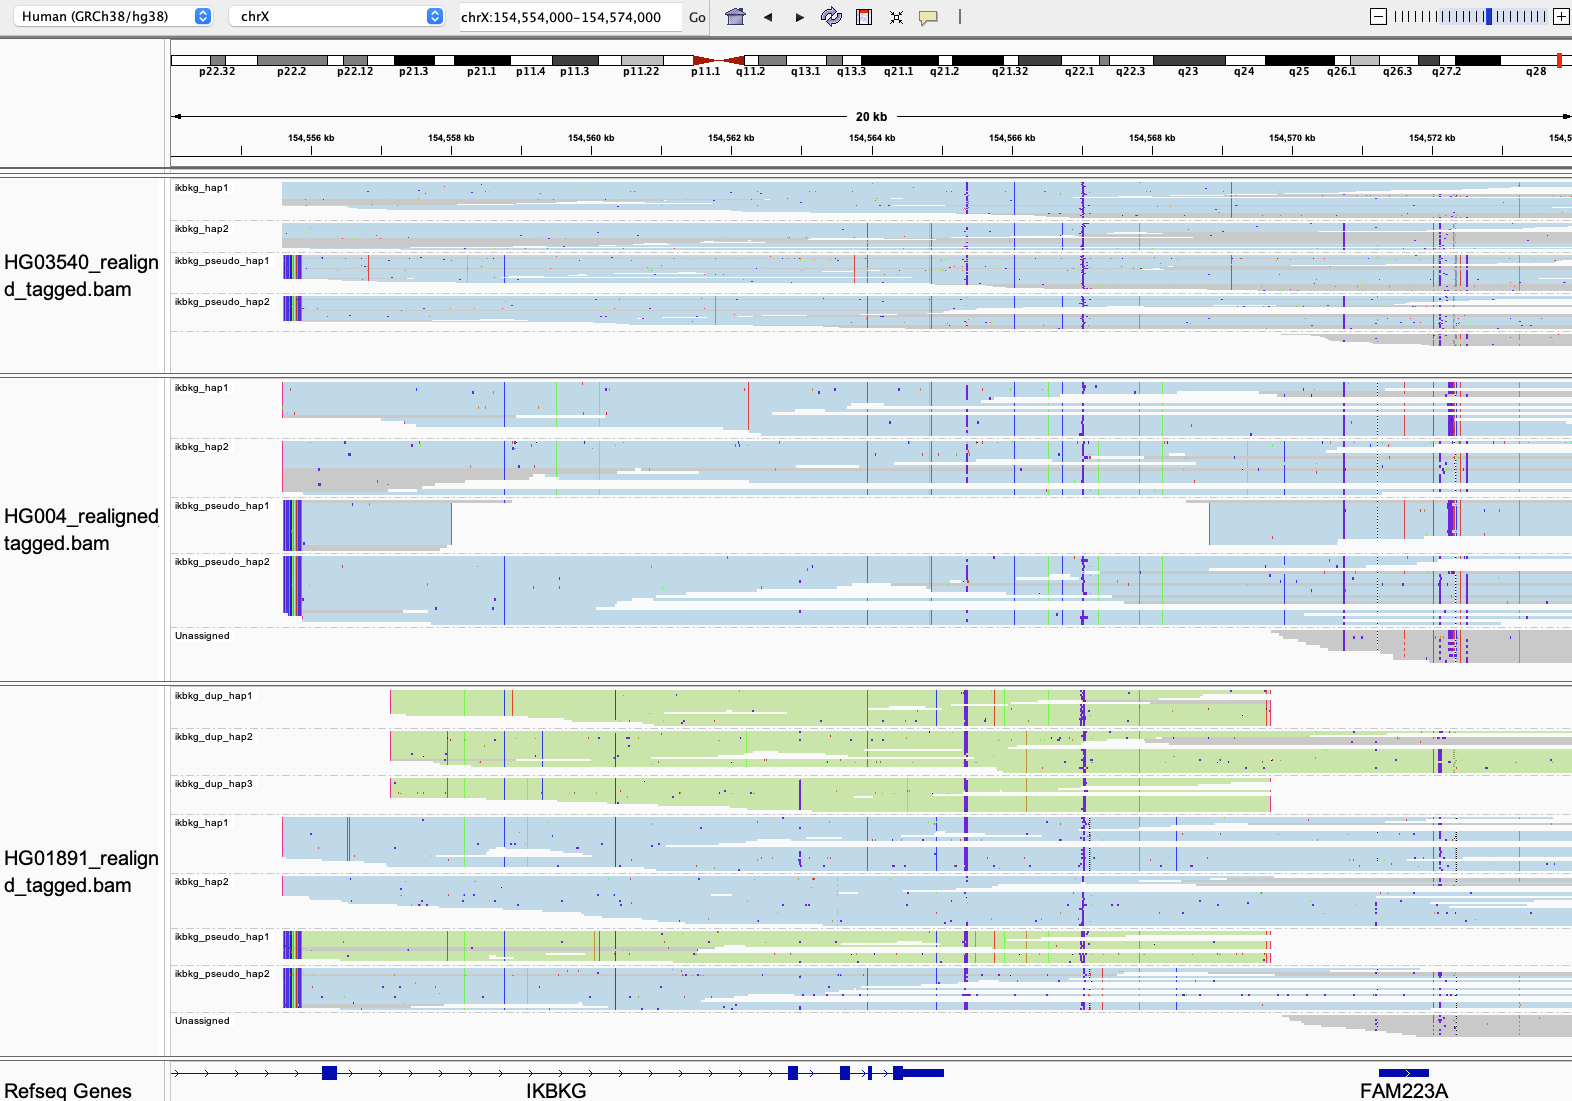 Human (GRCh38/hg38) chrX chrX:154,554,000-154,574,000 Go
p22.32 p22.2 p22.12 p21.3 p21.1 p11.4 p11.3 p11.22 p11.1 q11.2 q13.1 q13.3 q21.1 q21.2 q21.32 q22.1 q22.3 q23 q24 q25 q26.1 q26.3 q27.2 q28
20 kb
154,556 kb 154,558 kb 154,560 kb 154,562 kb 154,564 kb 154,566 kb 154,568 kb 154,570 kb 154,572 kb 154,5
HG03540_realign
d_tagged.bam
ikbkg_hap1
ikbkg_hap2
ikbkg_pseudo_hap1
ikbkg_pseudo_hap2
HG004_realigned
tagged.bam
ikbkg_hap1
ikbkg_hap2
ikbkg_pseudo_hap1
ikbkg_pseudo_hap2
Unassigned
HG01891_realign
d_tagged.bam
ikbkg_dup_hap1
ikbkg_dup_hap2
ikbkg_dup_hap3
ikbkg_hap1
ikbkg_hap2
ikbkg_pseudo_hap1
ikbkg_pseudo_hap2
Unassigned
Refseq Genes IKBKG FAM223A